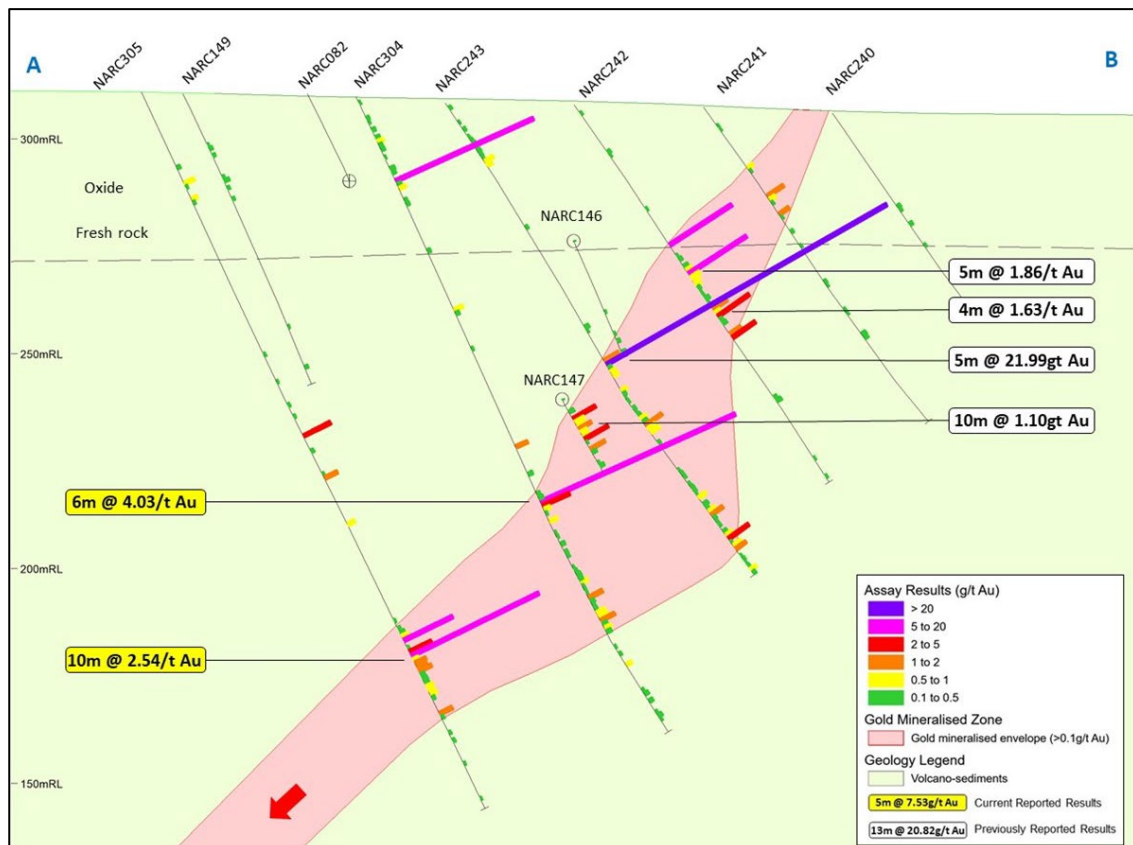 A
B
NARC305
NARC149
NARC082
NARC304
NARC243
NARC242
NARC241
NARC240
300mRL
Oxide
Fresh rock
NARC146
5m @ 1.86/t Au
4m @ 1.63/t Au
250mRL
5m @ 21.99gt Au
NARC147
10m @ 1.10gt Au
6m @ 4.03/t Au
200mRL
10m @ 2.54/t Au
150mRL
Assay Results (g/t Au)
> 20
5 to 20
2 to 5
1 to 2
0.5 to 1
0.1 to 0.5
Gold Mineralised Zone
Gold mineralised envelope (>0.1g/t Au)
Geology Legend
Volcano-sediments
5m @ 7.53g/t Au Current Reported Results
13m @ 20.82g/t Au Previously Reported Results